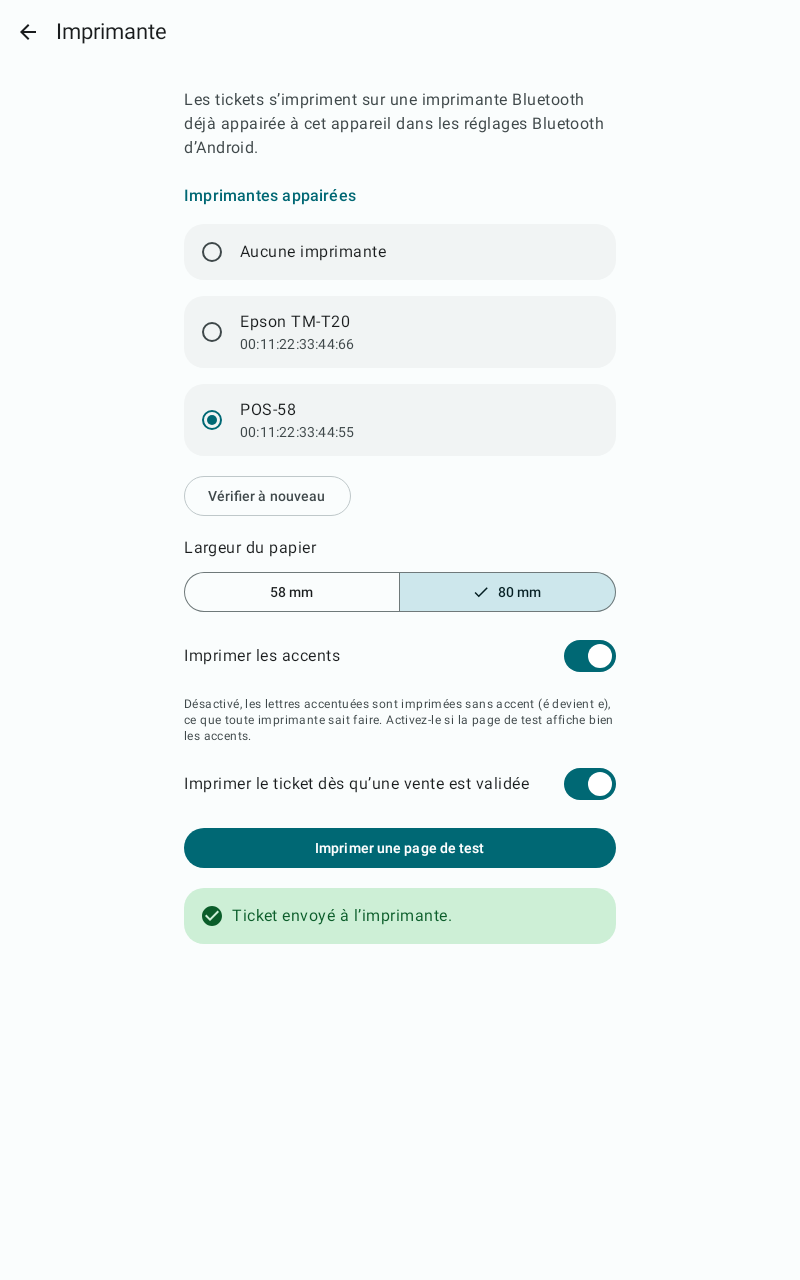 Imprimante
Les tickets s’impriment sur une imprimante Bluetooth
déjà appairée à cet appareil dans les réglages Bluetooth
d’Android.
Imprimantes appairées
Aucune imprimante
Epson TM-T20
00:11:22:33:44:66
POS-58
00:11:22:33:44:55
Vérifier à nouveau
Largeur du papier
58 mm
80 mm
Imprimer les accents
Désactivé, les lettres accentuées sont imprimées sans accent (é devient e),
ce que toute imprimante sait faire. Activez-le si la page de test affiche bien
les accents.
Imprimer le ticket dès qu’une vente est validée
Imprimer une page de test
Ticket envoyé à l’imprimante.